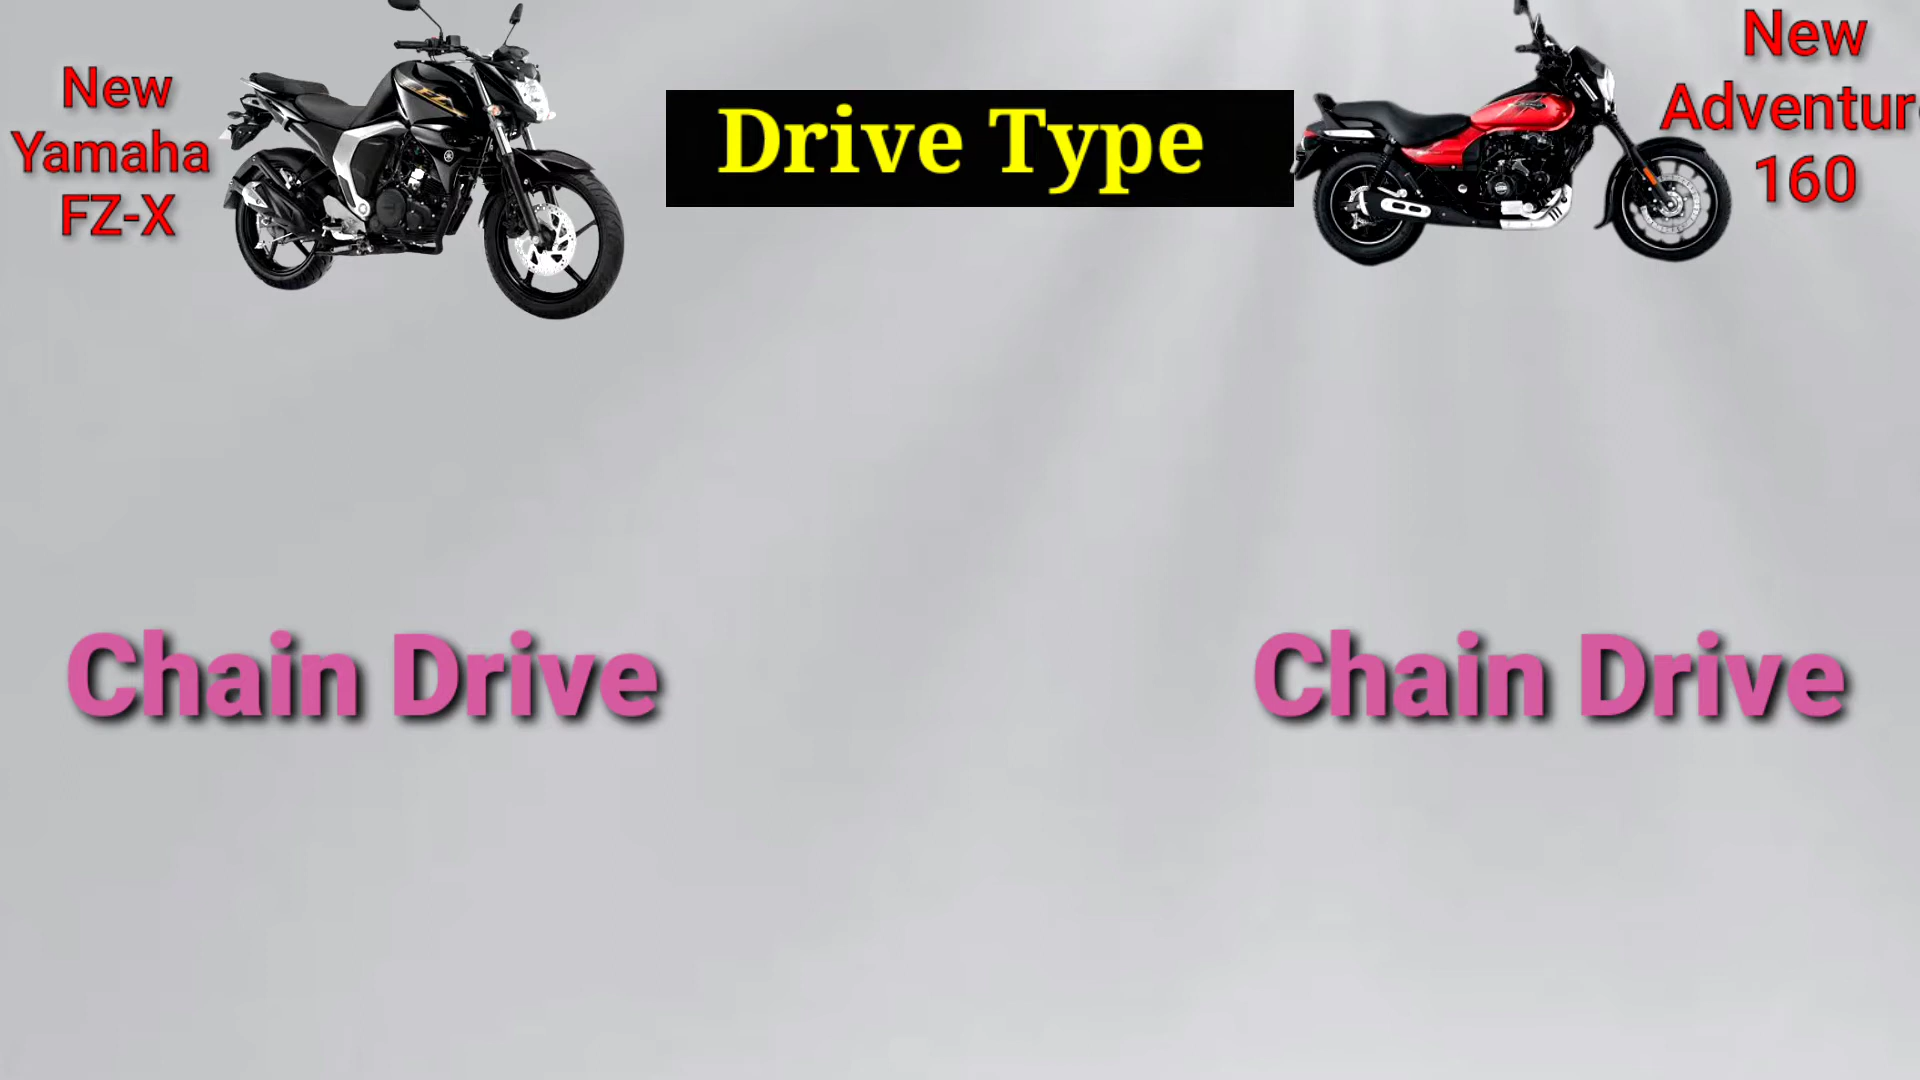 New
Yamaha
FZ-X
Drive Type
New
Adventur
160
Chain Drive
Chain Drive